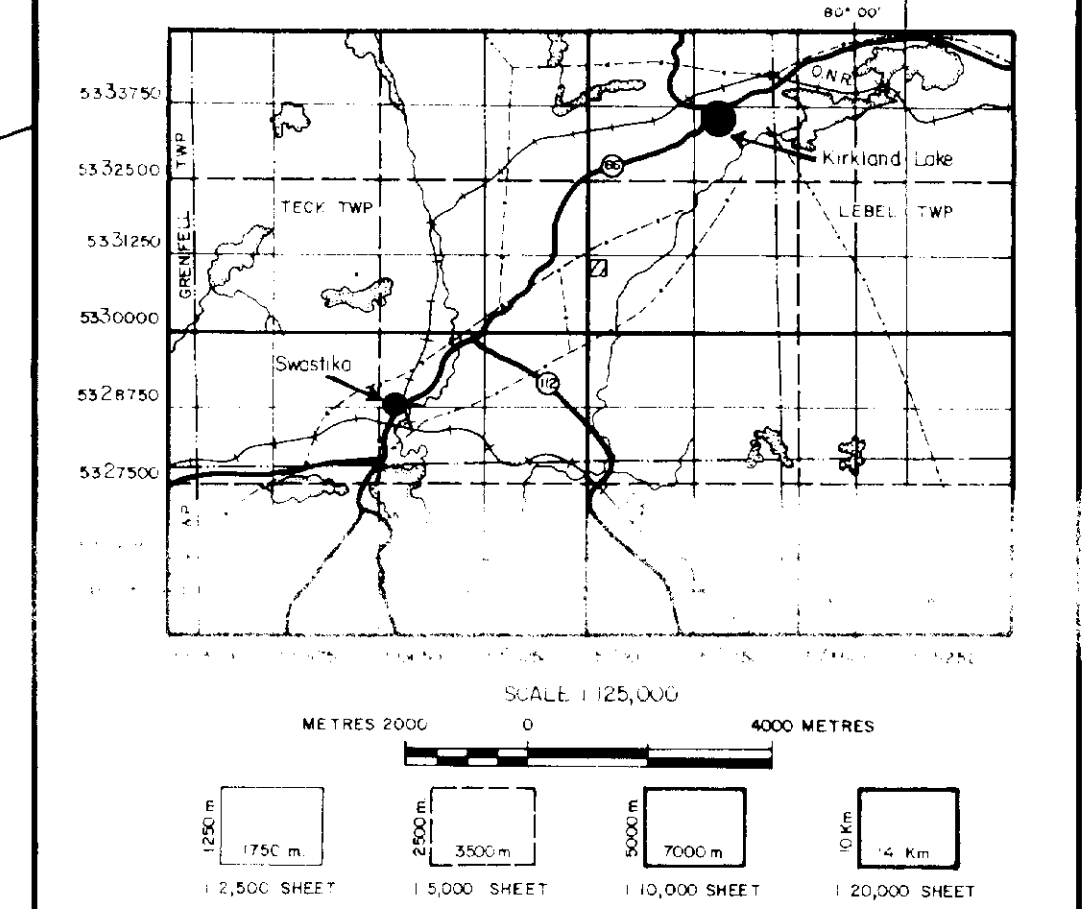 80° 00'
O.N.R.
5333750
TWP
Kirkland Lake
66
5332500
TECK TWP
LEBEL TWP
GRENFELL
5331250
5330000
Swastika
112
5328750
5327500
SCALE 1:125,000
METRES 2000 0 4000 METRES
1250 m 1750 m. 2500 m 3500 m 5000 m 7000 m 10 Km 14 Km
1:2,500 SHEET 1:5,000 SHEET 1:10,000 SHEET 1:20,000 SHEET